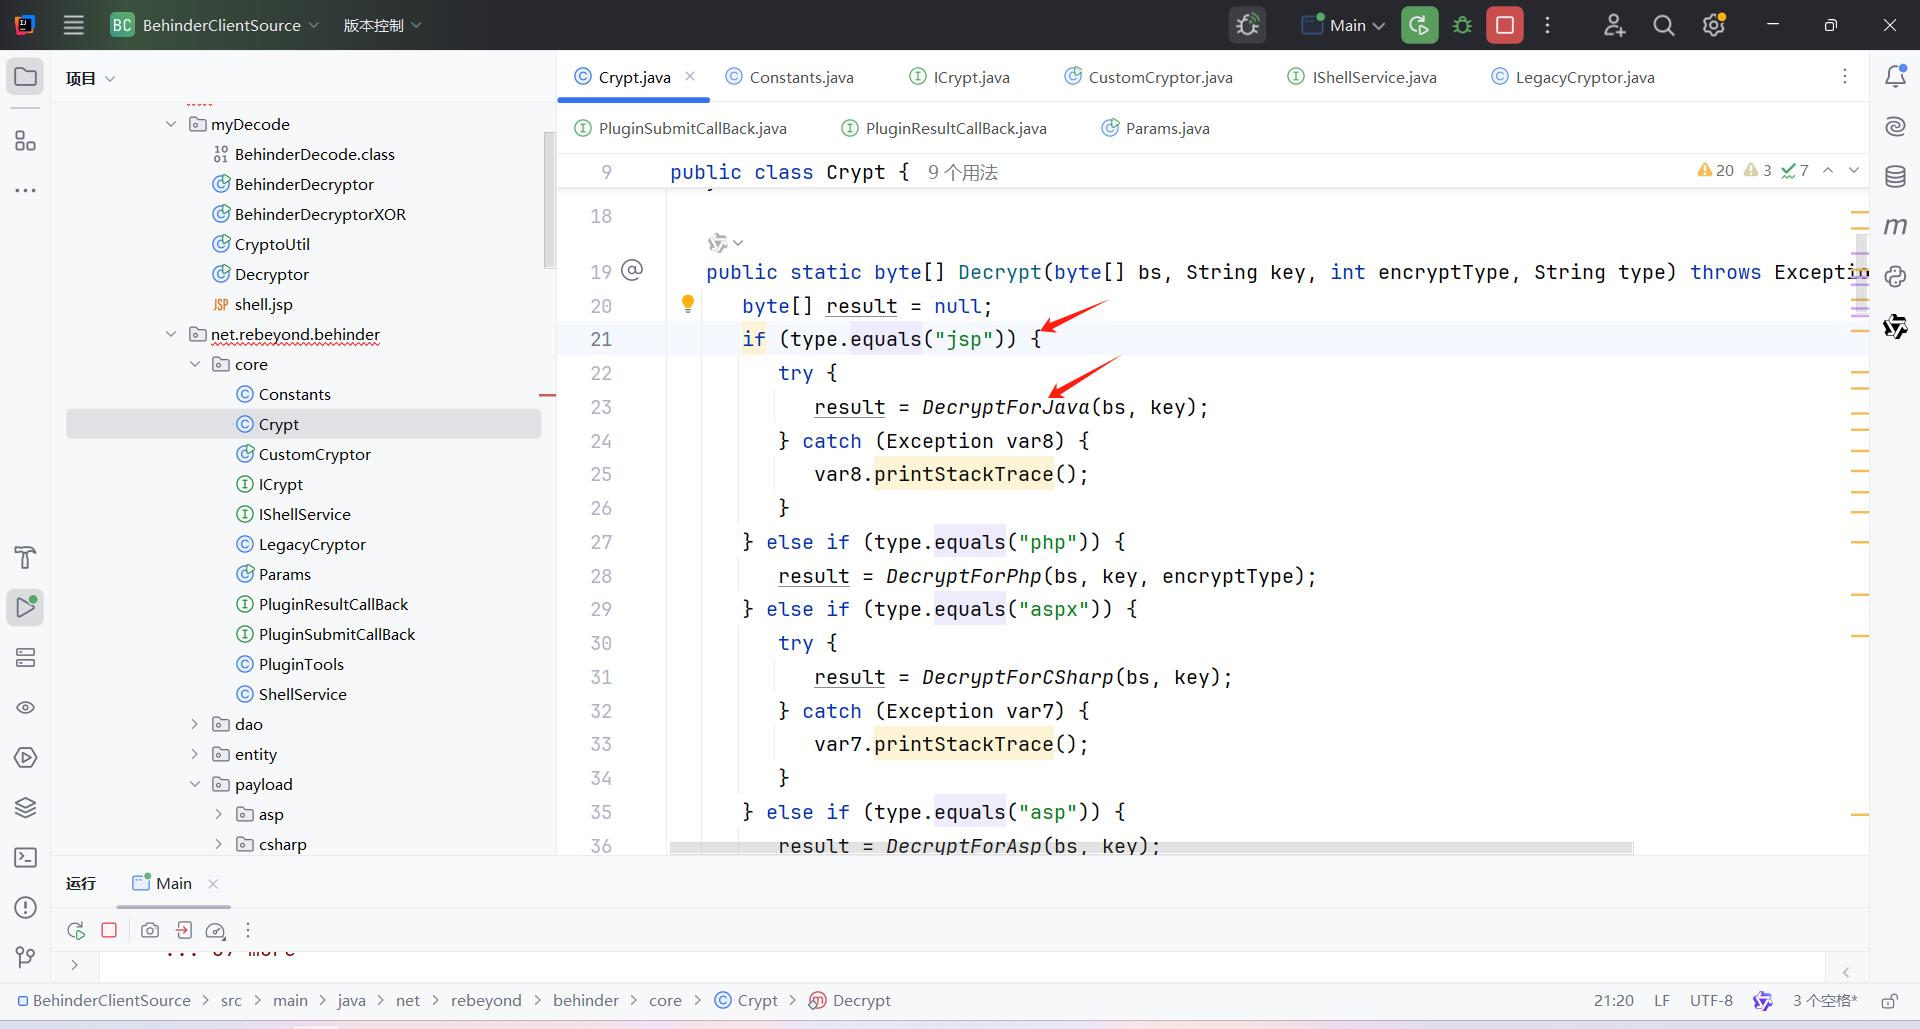 BC BehinderClientSource 版本控制 Main
项目
Crypt.java Constants.java ICrypt.java CustomCryptor.java IShellService.java LegacyCryptor.java
PluginSubmitCallBack.java PluginResultCallBack.java Params.java
myDecode
BehinderDecode.class
BehinderDecryptor
BehinderDecryptorXOR
CryptoUtil
Decryptor
JSP shell.jsp
net.rebeyond.behinder
core
Constants
Crypt
CustomCryptor
ICrypt
IShellService
LegacyCryptor
Params
PluginResultCallBack
PluginSubmitCallBack
PluginTools
ShellService
dao
entity
payload
asp
csharp
9 public class Crypt { 9 个用法
20 3 7
18
19 public static byte[] Decrypt(byte[] bs, String key, int encryptType, String type) throws Exceptin
20 byte[] result = null;
21 if (type.equals("jsp")) {
22 try {
23 result = DecryptForJava(bs, key);
24 } catch (Exception var8) {
25 var8.printStackTrace();
26 }
27 } else if (type.equals("php")) {
28 result = DecryptForPhp(bs, key, encryptType);
29 } else if (type.equals("aspx")) {
30 try {
31 result = DecryptForCSharp(bs, key);
32 } catch (Exception var7) {
33 var7.printStackTrace();
34 }
35 } else if (type.equals("asp")) {
36 result = DecryptForAsp(bs, key);
运行 Main
BehinderClientSource > src > main > java > net > rebeyond > behinder > core > Crypt > Decrypt
21:20 LF UTF-8 3 个空格*